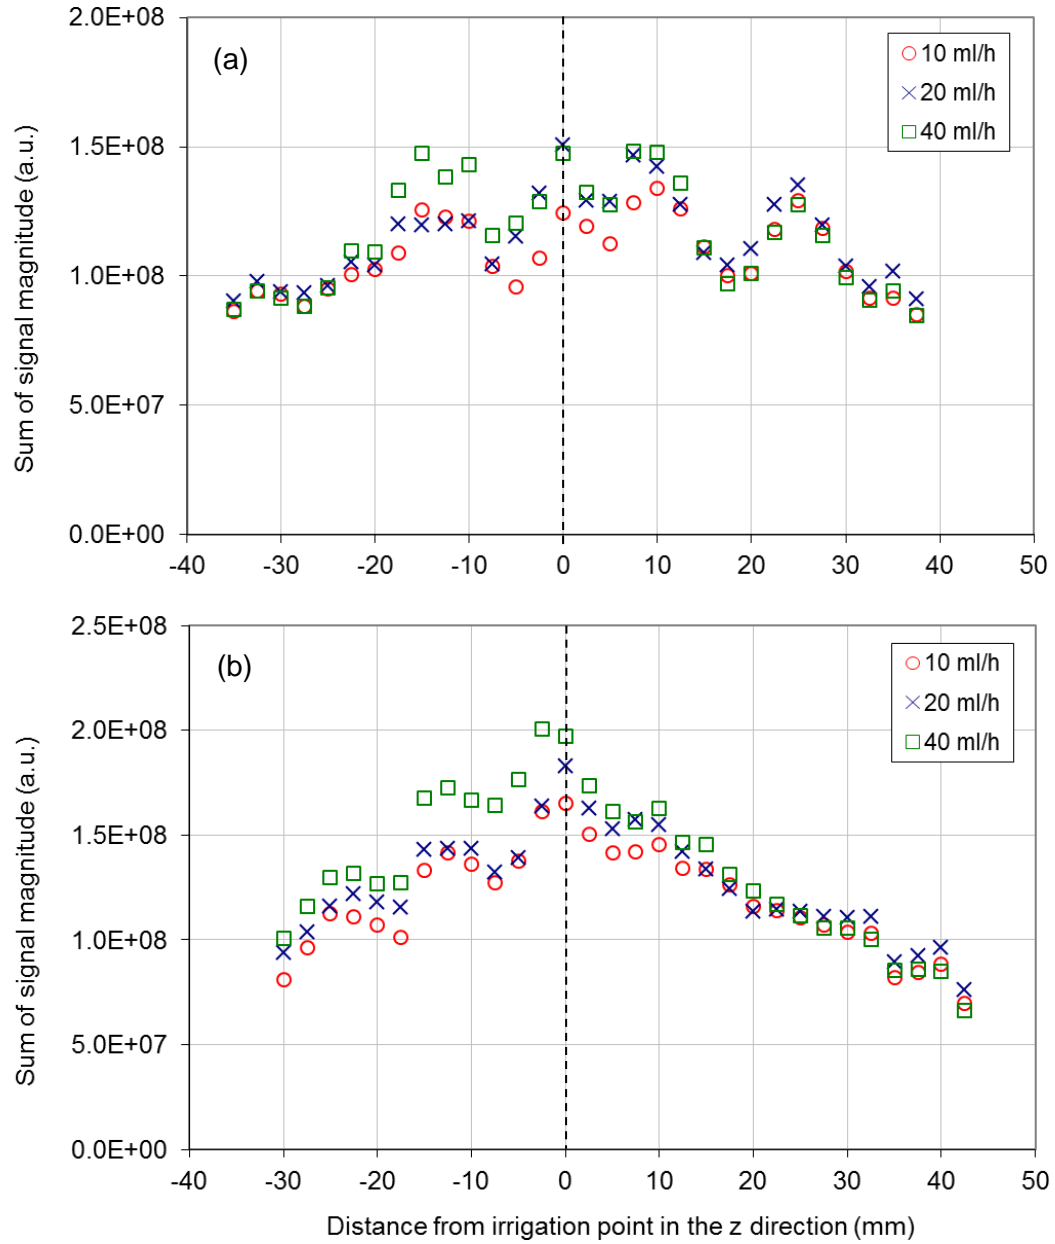 2.0E+08
(a)
10 ml/h
20 ml/h
40 ml/h
1.5E+08
1.0E+08
5.0E+07
0.0E+00
Sum of signal magnitude (a.u.)
-40 -30 -20 -10 0 10 20 30 40 50
2.5E+08
(b)
10 ml/h
20 ml/h
40 ml/h
2.0E+08
1.5E+08
1.0E+08
5.0E+07
0.0E+00
Sum of signal magnitude (a.u.)
-40 -30 -20 -10 0 10 20 30 40 50
Distance from irrigation point in the z direction (mm)